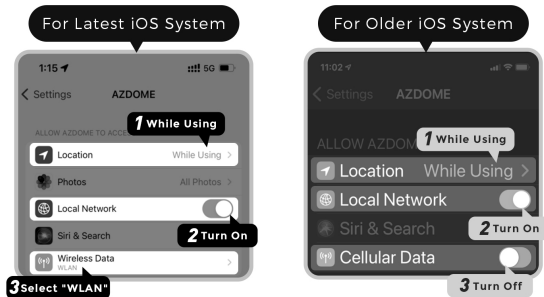 For Latest iOS System
1:15
5G
Settings
AZDOME
ALLOW AZDOME TO ACCE
1 While Using
Location
While Using
Photos
All Photos
Local Network
Siri & Search
2 Turn On
Wireless Data
WLAN
3 Select "WLAN"
For Older iOS System
11:02
Settings
AZDOME
ALLOW AZDOM
1 While Using
Location
While Using
Local Network
Siri & Search
2 Turn On
Cellular Data
3 Turn Off